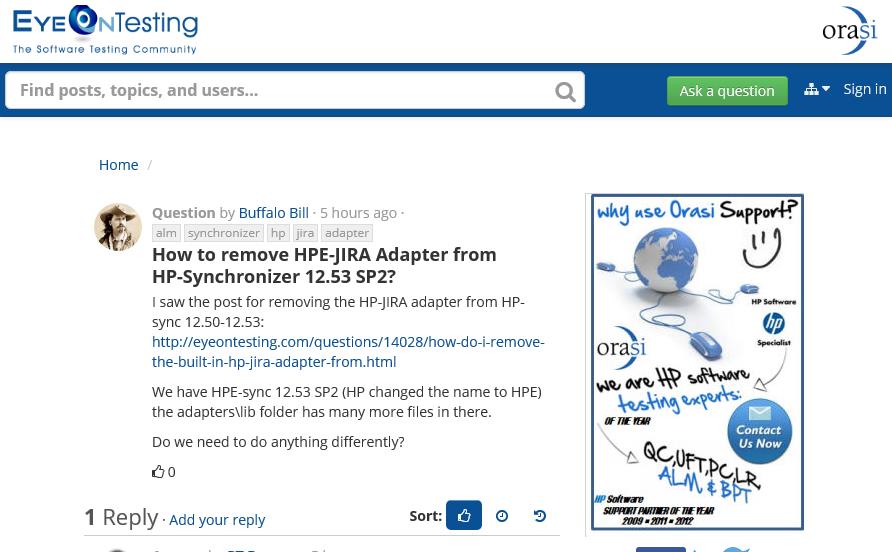 EYEONTESTING
The Software Testing Community
orasi
Find posts, topics, and users...
Ask a question
Sign in
Home /
Question by Buffalo Bill · 5 hours ago ·
alm synchronizer hp jira adapter
How to remove HPE-JIRA Adapter from
HP-Synchronizer 12.53 SP2?
I saw the post for removing the HP-JIRA adapter from HP-
sync 12.50-12.53:
http://eyeontesting.com/questions/14028/how-do-i-remove-
the-built-in-hp-jira-adapter-from.html
We have HPE-sync 12.53 SP2 (HP changed the name to HPE)
the adapters\lib folder has many more files in there.
Do we need to do anything differently?
0
1 Reply · Add your reply
Sort:
why use Orasi Support?
HP Software
hp
Specialist
orasi
we are HP software
testing experts:
OF THE YEAR
Contact
Us Now
QC, UFT, PC, LR,
ALM & BPT
HP Software
SUPPORT PARTNER OF THE YEAR
2009 ▪ 2011 ▪ 2012